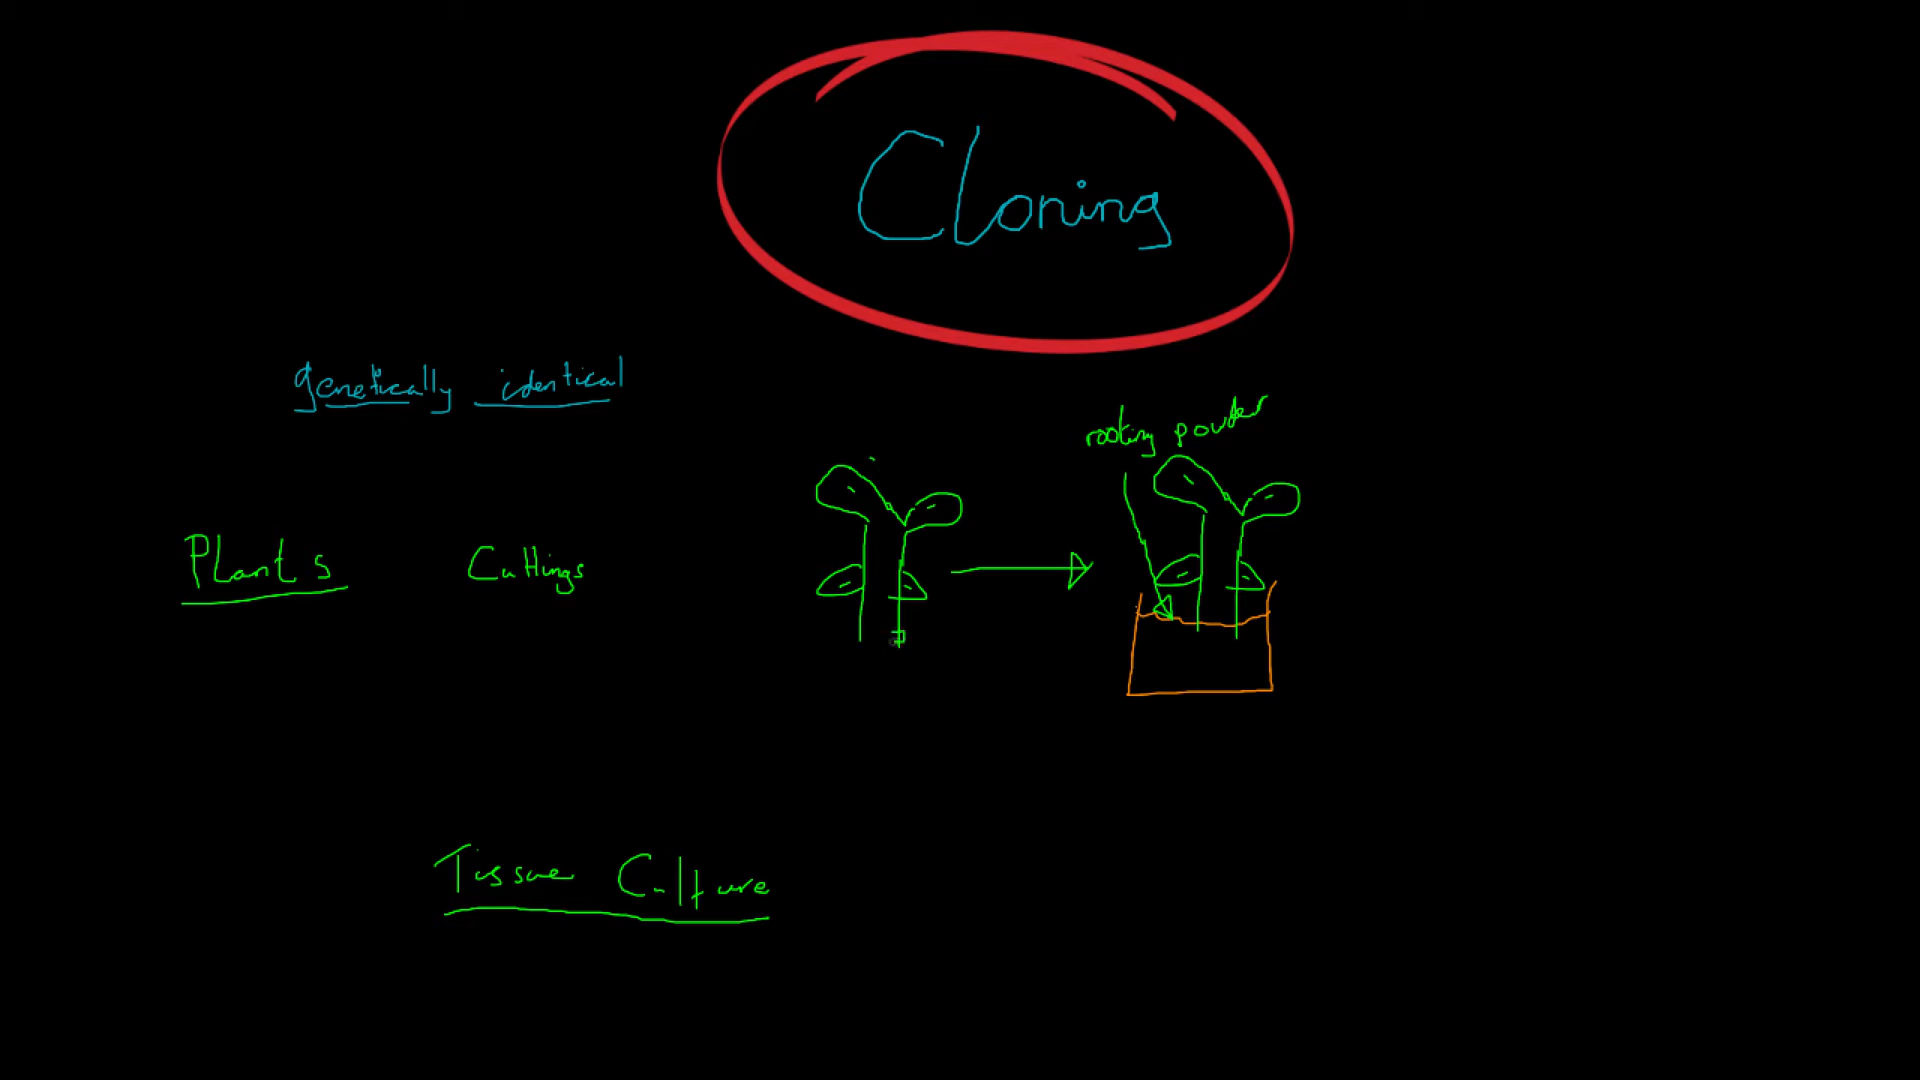 Cloning
genetically identical
rooting powder
Plants
Cuttings
Tissue Culture